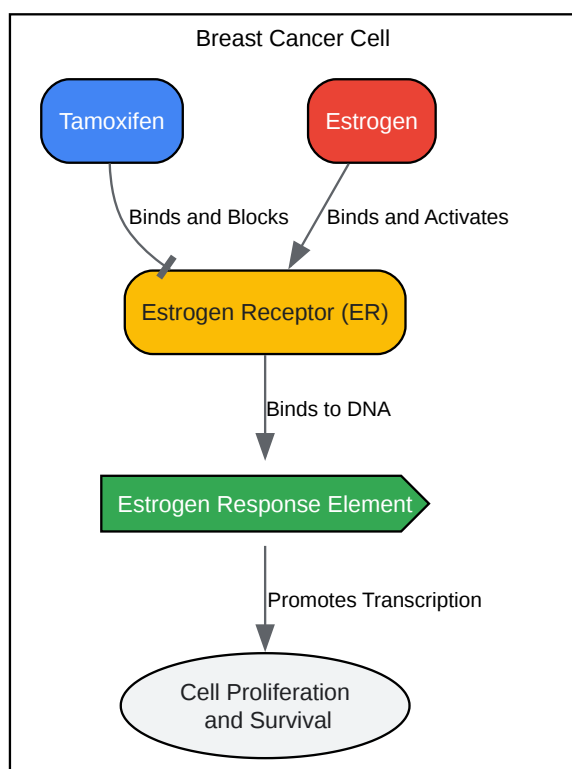 Breast Cancer Cell
Tamoxifen
Estrogen
Binds and Blocks
Binds and Activates
Estrogen Receptor (ER)
Binds to DNA
Estrogen Response Element
Promotes Transcription
Cell Proliferation
and Survival